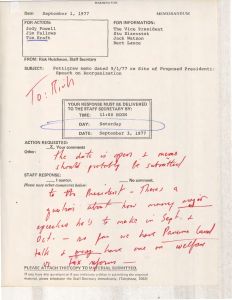 WASHINGTON
Date: September 1, 1977 MEMORANDUM
FOR ACTION:
Jody Powell
Jim Fallows
Tim Kraft
FOR INFORMATION:
The Vice President
Stu Eizenstat
Jack Watson
Bert Lance
FROM: Rick Hutcheson, Staff Secretary
SUBJECT: Pettigrew memo dated 9/1/77 re Site of Proposed Presidential
Speech on Reorganization
To: Rick
YOUR RESPONSE MUST BE DELIVERED
TO THE STAFF SECRETARY BY:
TIME: 11:00 NOON
DAY: Saturday
DATE: September 3, 1977
ACTION REQUESTED:
X Your comments
Other:
the date is open & memo
should probably be submitted
STAFF RESPONSE:
I concur. No comment.
Please note other comments below:
to the President - There's a
question about how many major
speeches he's to make in Sept. &
Oct. - so far we have Panama Canal
talk & may have one on welfare
tax reform -
PLEASE ATTACH THIS COPY TO MATERIAL SUBMITTED.
If you have any questions or if you anticipate a delay in submitting the required
material, please telephone the Staff Secretary immediately. (Telephone, 7052)